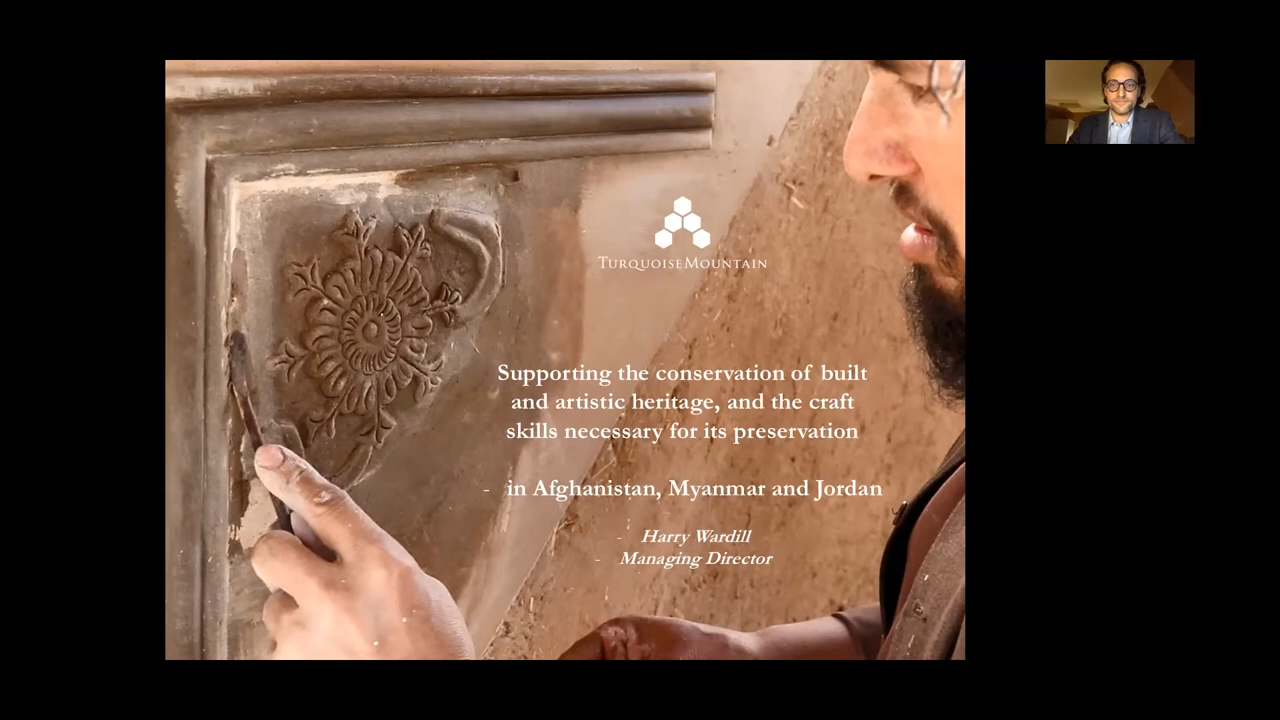 TURQUOISEMOUNTAIN
Supporting the conservation of built
and artistic heritage, and the craft
skills necessary for its preservation
- in Afghanistan, Myanmar and Jordan
- Harry Wardill
- Managing Director